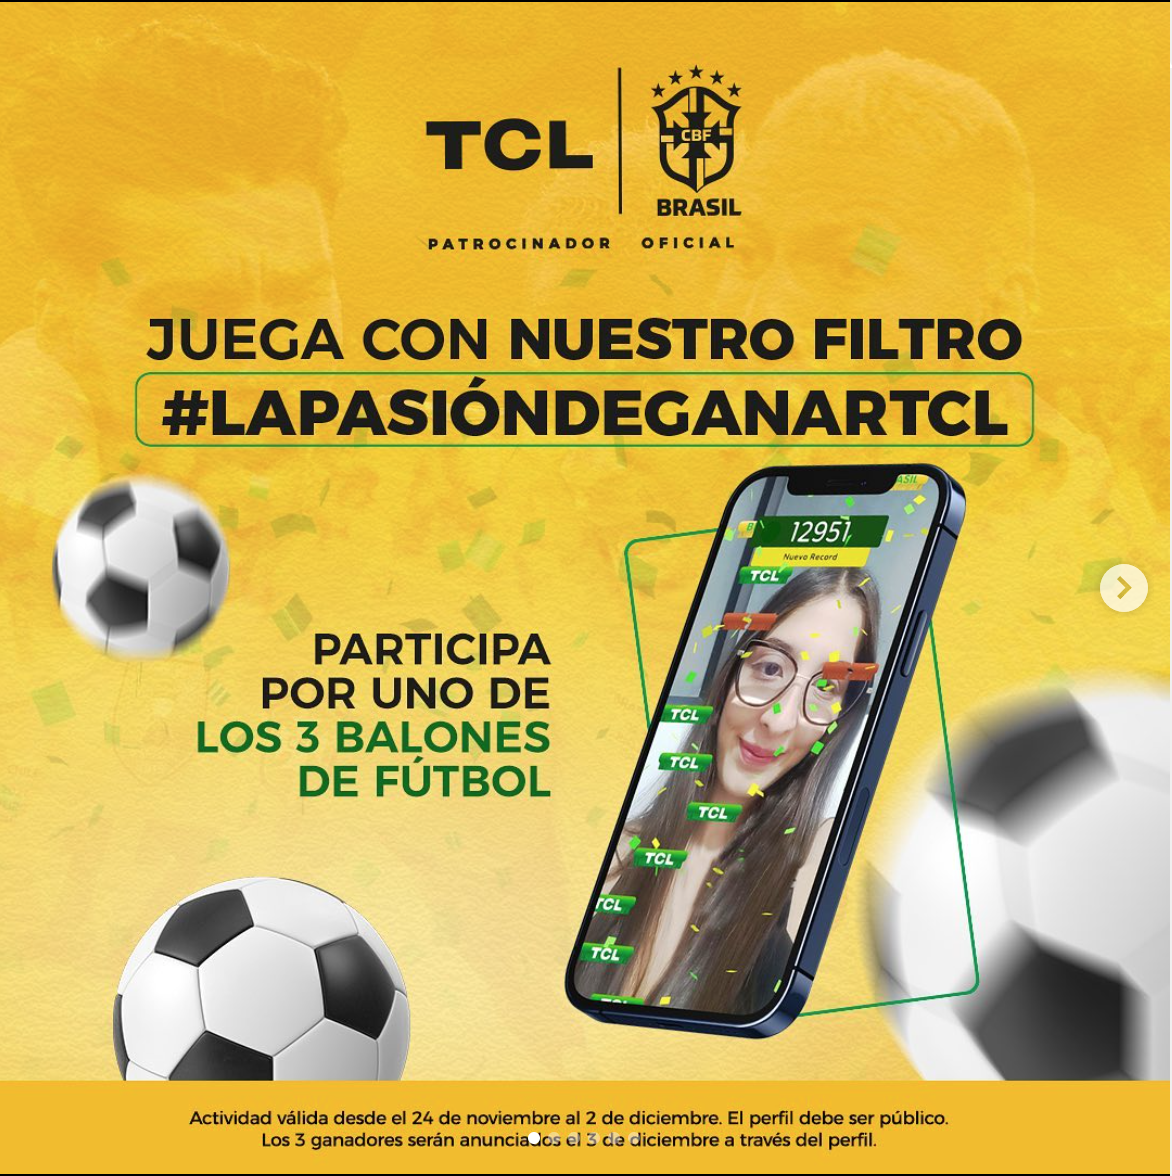 TCL
CBF
BRASIL
PATROCINADOR OFICIAL
JUEGA CON NUESTRO FILTRO
#LAPASIÓNDEGANARTCL
ASIL
B
12951
Nuevo Record
TCL
TCL
TCL
TCL
TCL
TCL
TCL
TCL
PARTICIPA
POR UNO DE
LOS 3 BALONES
DE FÚTBOL
Actividad válida desde el 24 de noviembre al 2 de diciembre. El perfil debe ser público.
Los 3 ganadores serán anunciados el 3 de diciembre a través del perfil.